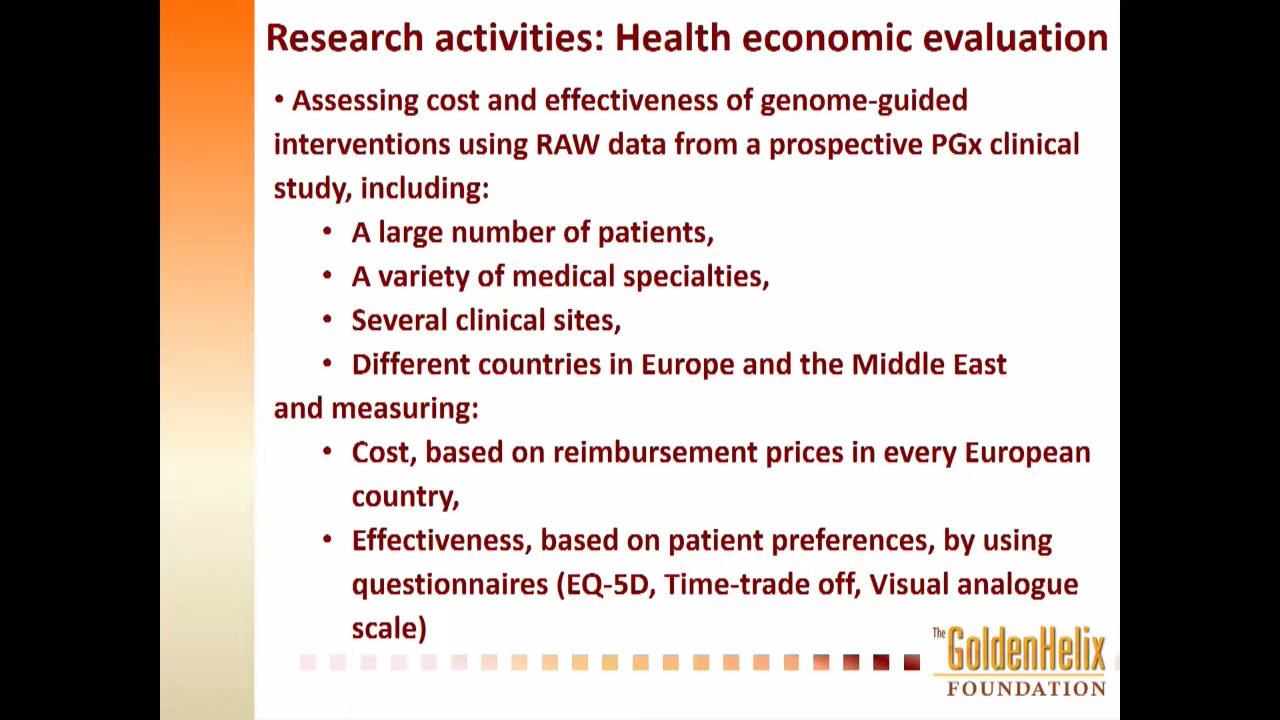 Research activities: Health economic evaluation
• Assessing cost and effectiveness of genome-guided
interventions using RAW data from a prospective PGx clinical
study, including:
• A large number of patients,
• A variety of medical specialties,
• Several clinical sites,
• Different countries in Europe and the Middle East
and measuring:
• Cost, based on reimbursement prices in every European
country,
• Effectiveness, based on patient preferences, by using
questionnaires (EQ-5D, Time-trade off, Visual analogue
scale)
The GoldenHelix
FOUNDATION